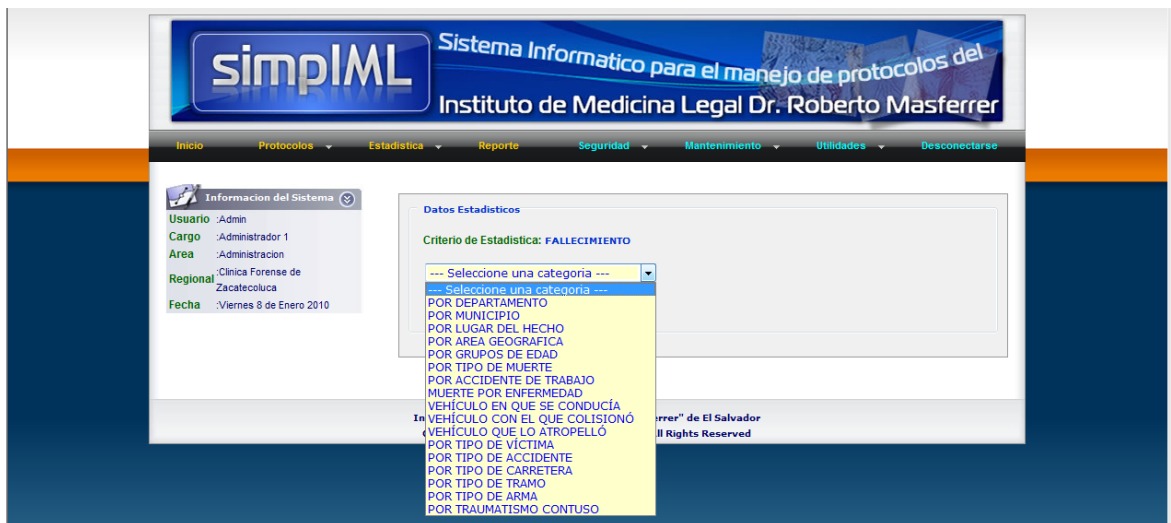 simpIML
Sistema Informatico para el manejo de protocolos del
Instituto de Medicina Legal Dr. Roberto Masferrer
Inicio Protocolos Estadistica Reporte Seguridad Mantenimiento Utilidades Desconectarse
Informacion del Sistema
Usuario :Admin
Cargo :Administrador 1
Area :Administracion
Regional :Clinica Forense de
Zacatecoluca
Fecha :Viernes 8 de Enero 2010
Datos Estadisticos
Criterio de Estadistica: FALLECIMIENTO
--- Seleccione una categoria ---
--- Seleccione una categoria ---
POR DEPARTAMENTO
POR MUNICIPIO
POR LUGAR DEL HECHO
POR AREA GEOGRAFICA
POR GRUPOS DE EDAD
POR TIPO DE MUERTE
POR ACCIDENTE DE TRABAJO
MUERTE POR ENFERMEDAD
VEHÍCULO EN QUE SE CONDUCÍA
VEHÍCULO CON EL QUE COLISIONÓ
VEHÍCULO QUE LO ATROPELLÓ
POR TIPO DE VÍCTIMA
POR TIPO DE ACCIDENTE
POR TIPO DE CARRETERA
POR TIPO DE TRAMO
POR TIPO DE ARMA
POR TRAUMATISMO CONTUSO
de El Salvador
Rights Reserved